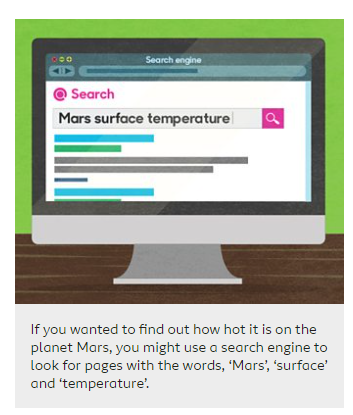 Search engine
Search
Mars surface temperature
If you wanted to find out how hot it is on the
planet Mars, you might use a search engine to
look for pages with the words, ‘Mars’, ‘surface’
and ‘temperature’.